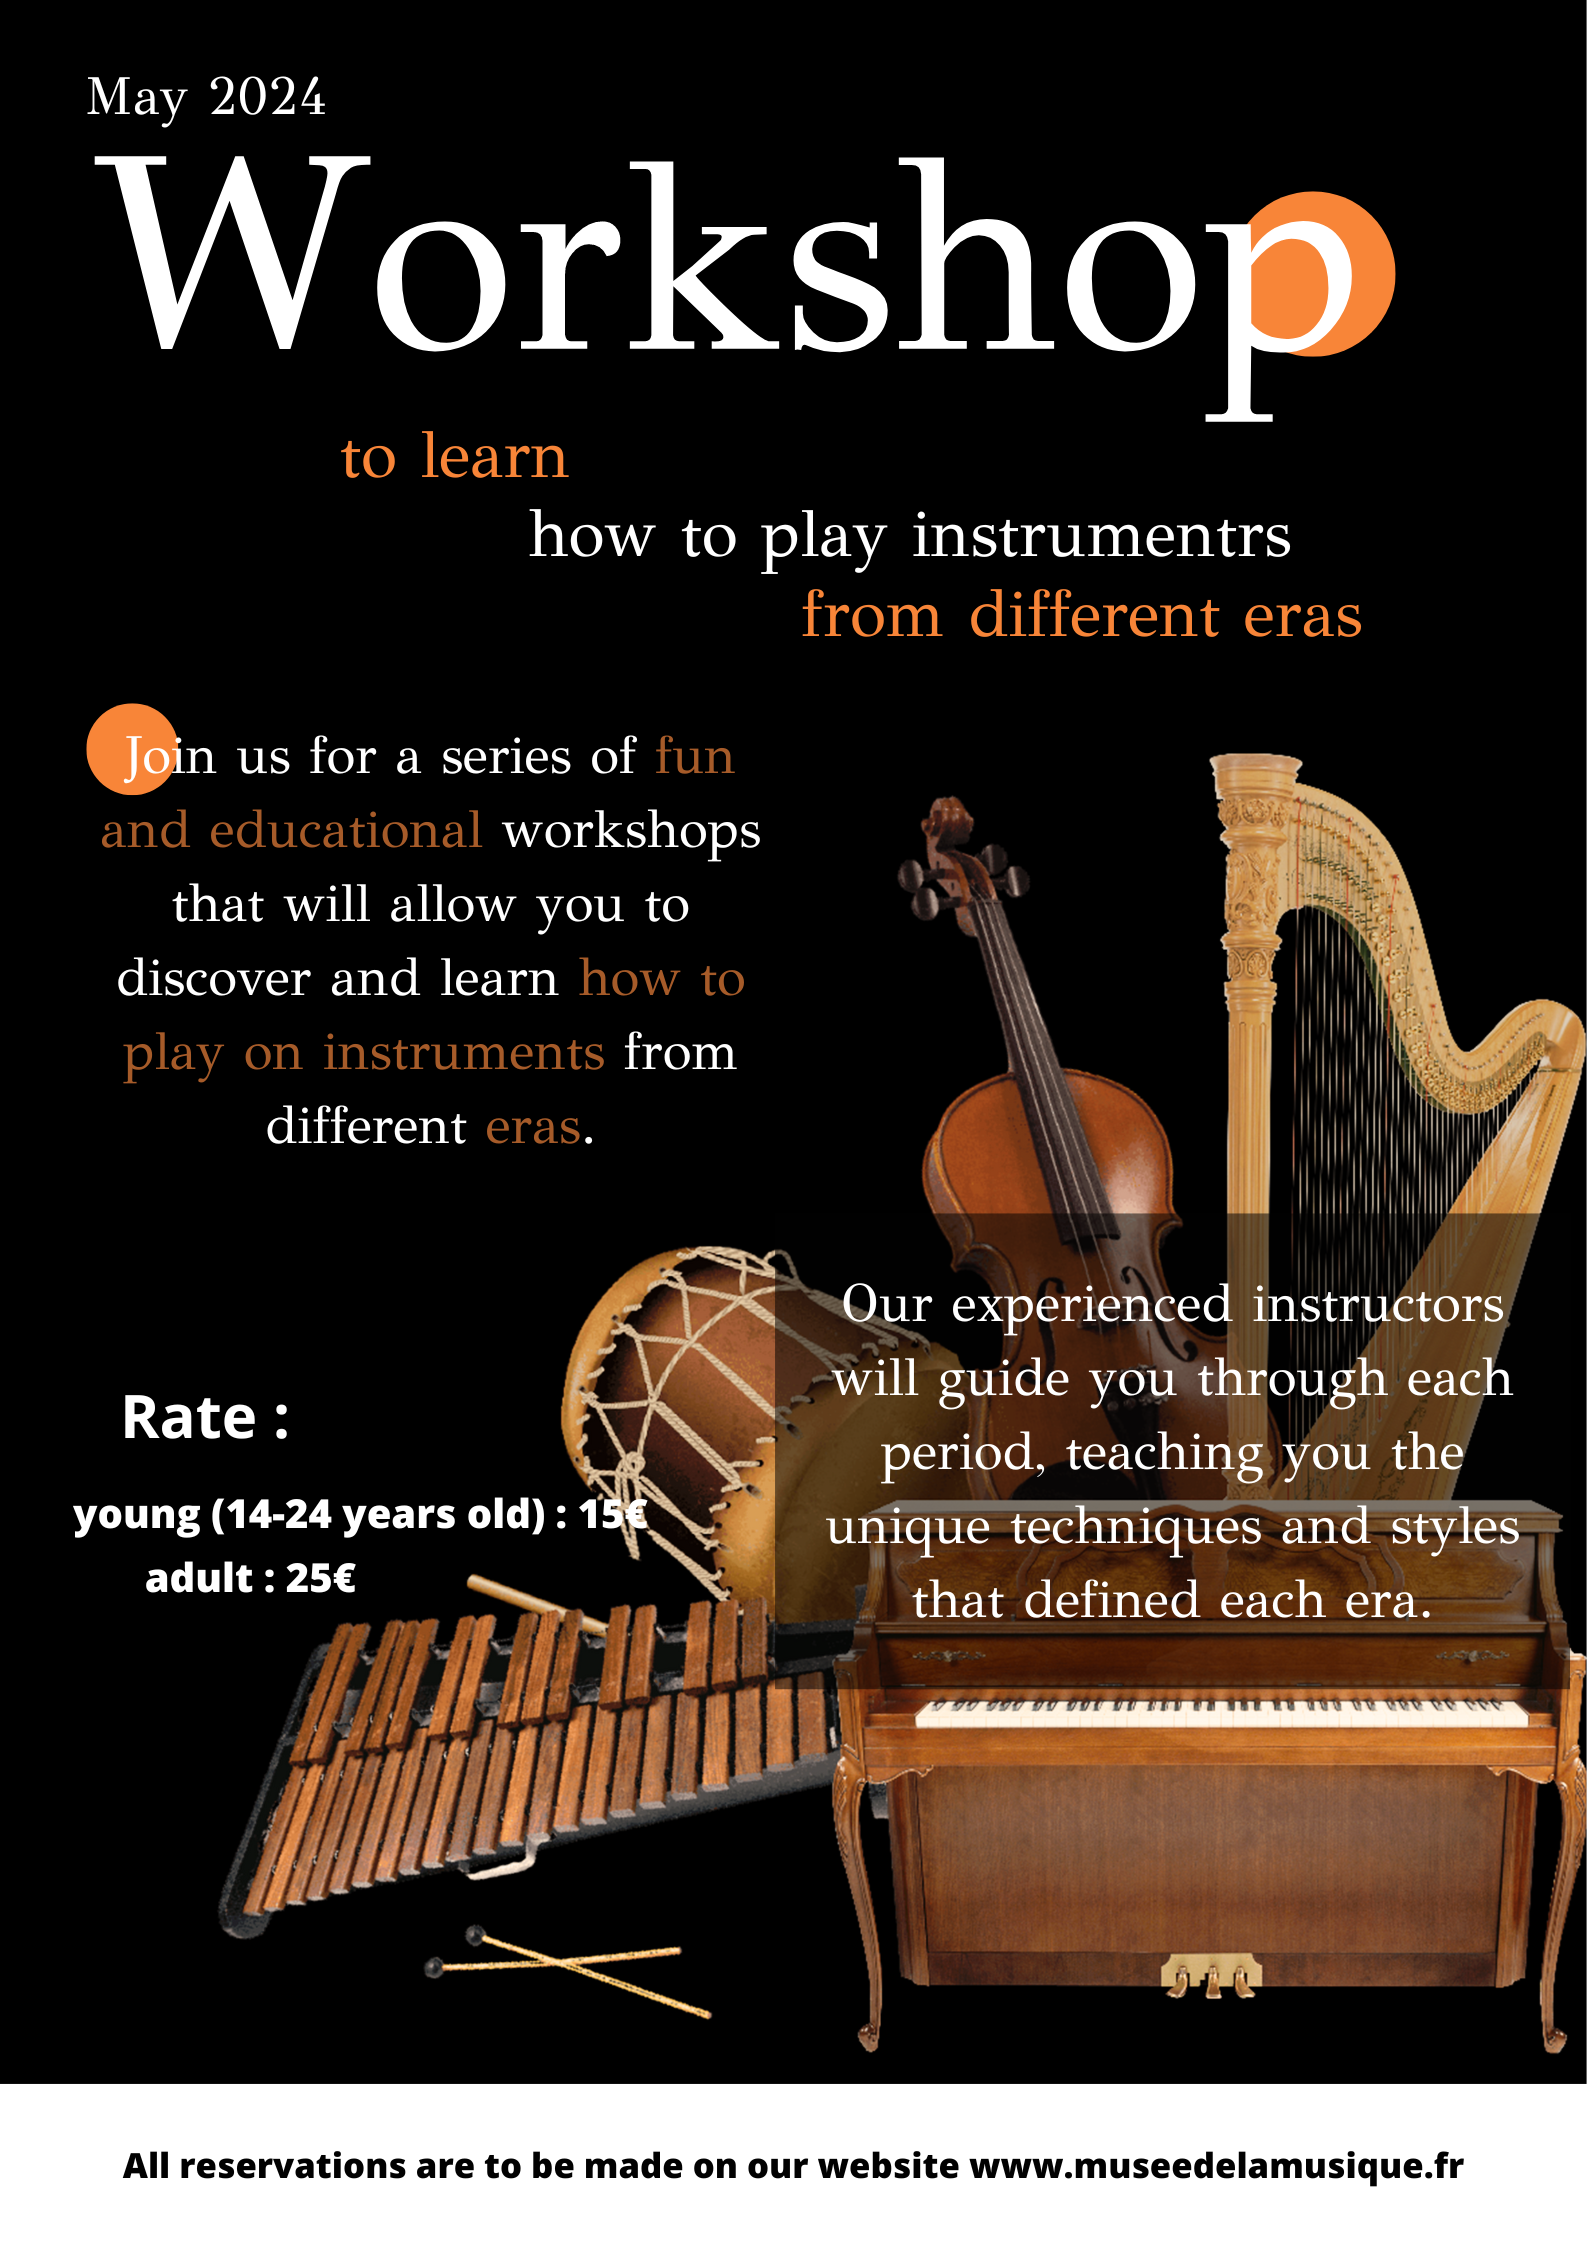 May 2024
Workshop
to learn
how to play instrumentrs
from different eras
Join us for a series of fun
and educational workshops
that will allow you to
discover and learn how to
play on instruments from
different eras.
Our experienced instructors
will guide you through each
period, teaching you the
unique techniques and styles
that defined each era.
Rate :
young (14-24 years old) : 15€
adult : 25€
All reservations are to be made on our website www.museedelamusique.fr